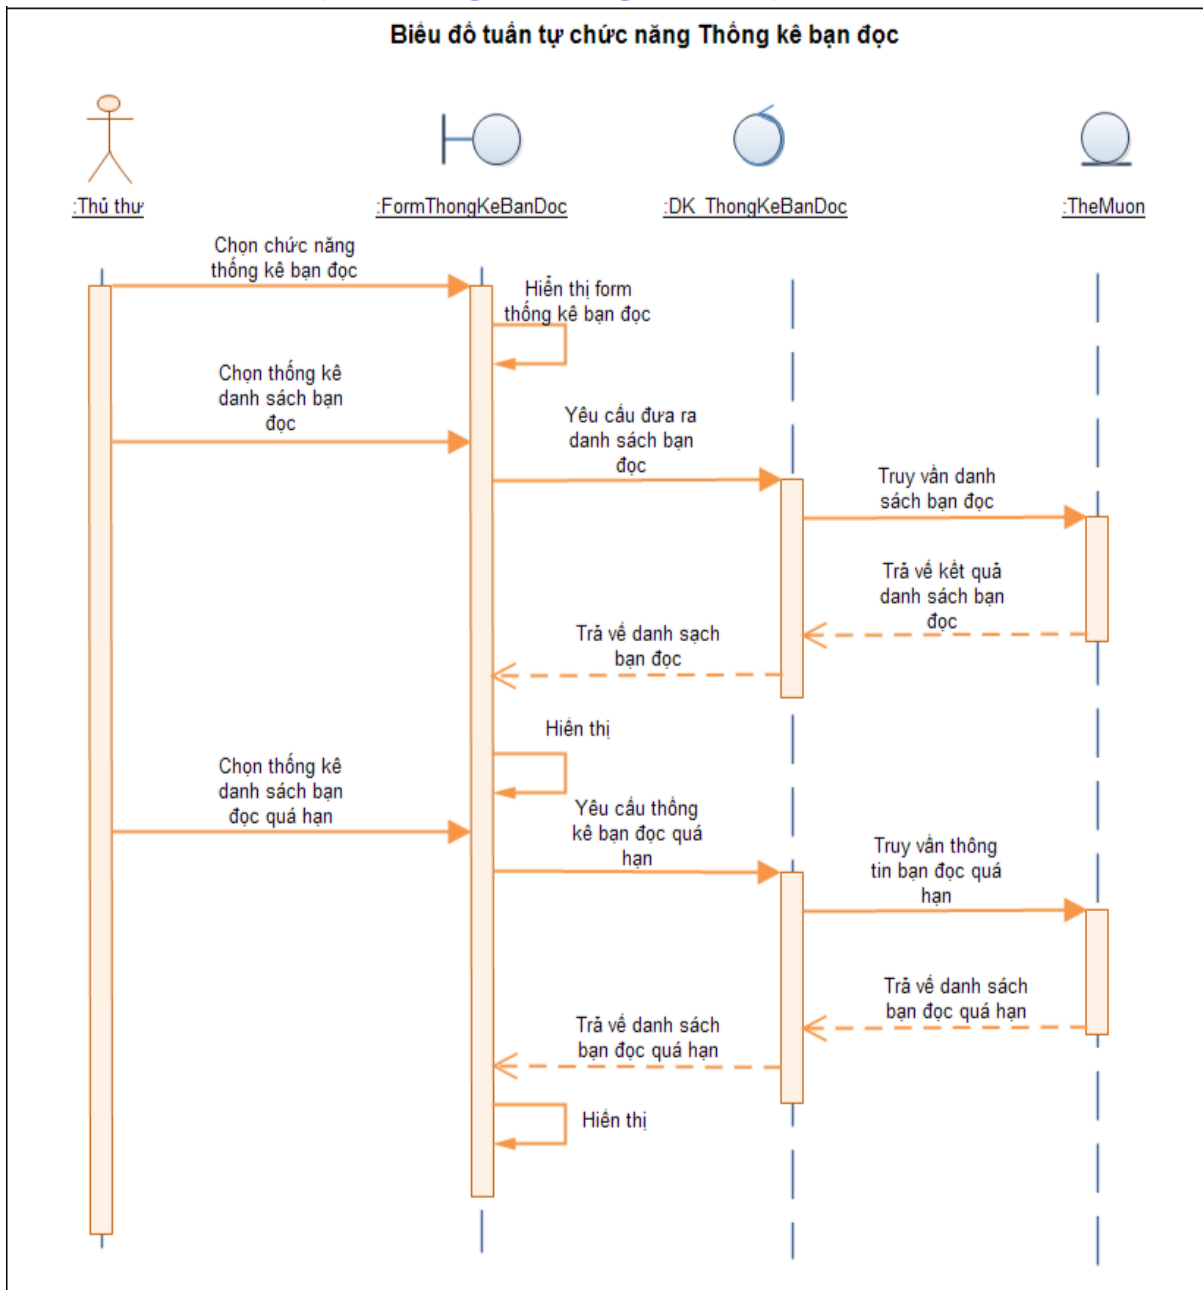 Biểu đồ tuần tự chức năng Thống kê bạn đọc
:Thủ thư
:FormThongKeBanDoc
:DK_ThongKeBanDoc
:TheMuon
Chọn chức năng
thống kê bạn đọc
Hiển thị form
thống kê bạn đọc
Chọn thống kê
danh sách bạn
đọc
Yêu cầu đưa ra
danh sách bạn
đọc
Truy vấn danh
sách bạn đọc
Trả về kết quả
danh sách bạn
đọc
Trả về danh sạch
bạn đọc
Hiển thị
Chọn thống kê
danh sách bạn
đọc quá hạn
Yêu cầu thống
kê bạn đọc quá
hạn
Truy vấn thông
tin bạn đọc quá
hạn
Trả về danh sách
bạn đọc quá hạn
Trả về danh sách
bạn đọc quá hạn
Hiển thị